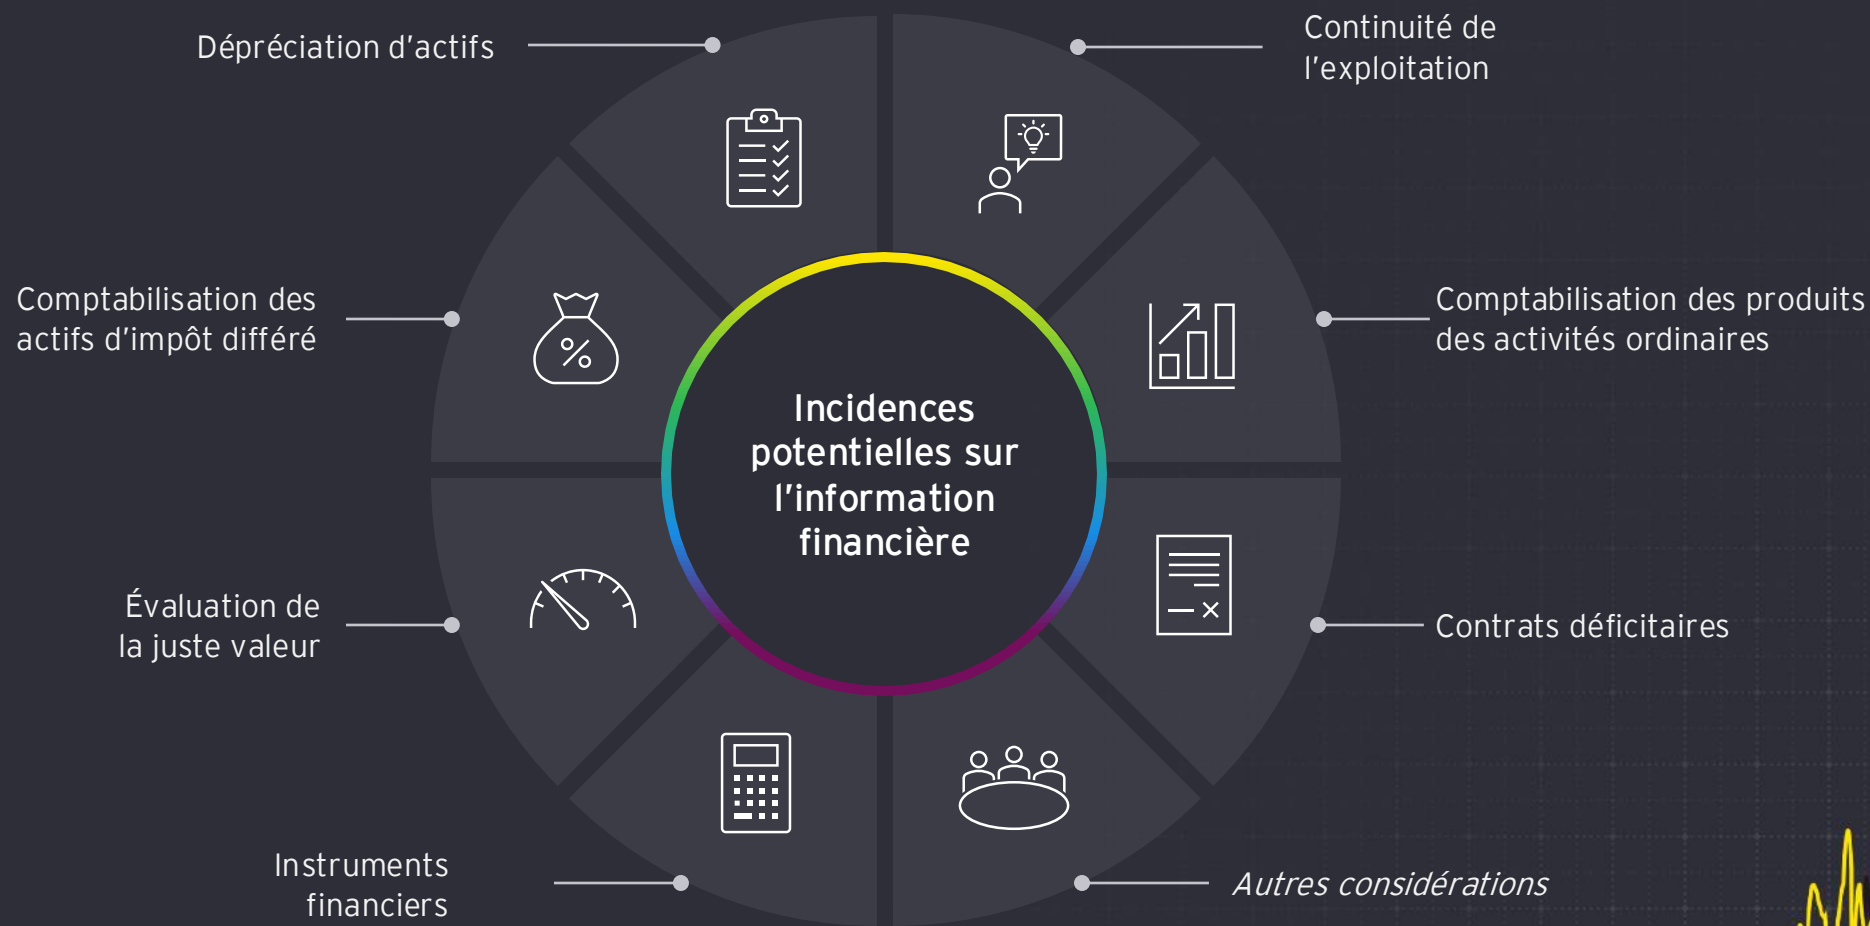 Dépréciation d'actifs
Continuité de
l'exploitation
Comptabilisation des
actifs d'impôt différé
Comptabilisation des produits
des activités ordinaires
Incidences
potentielles sur
l'information
financière
Évaluation de
la juste valeur
Contrats déficitaires
Instruments
financiers
Autres considérations